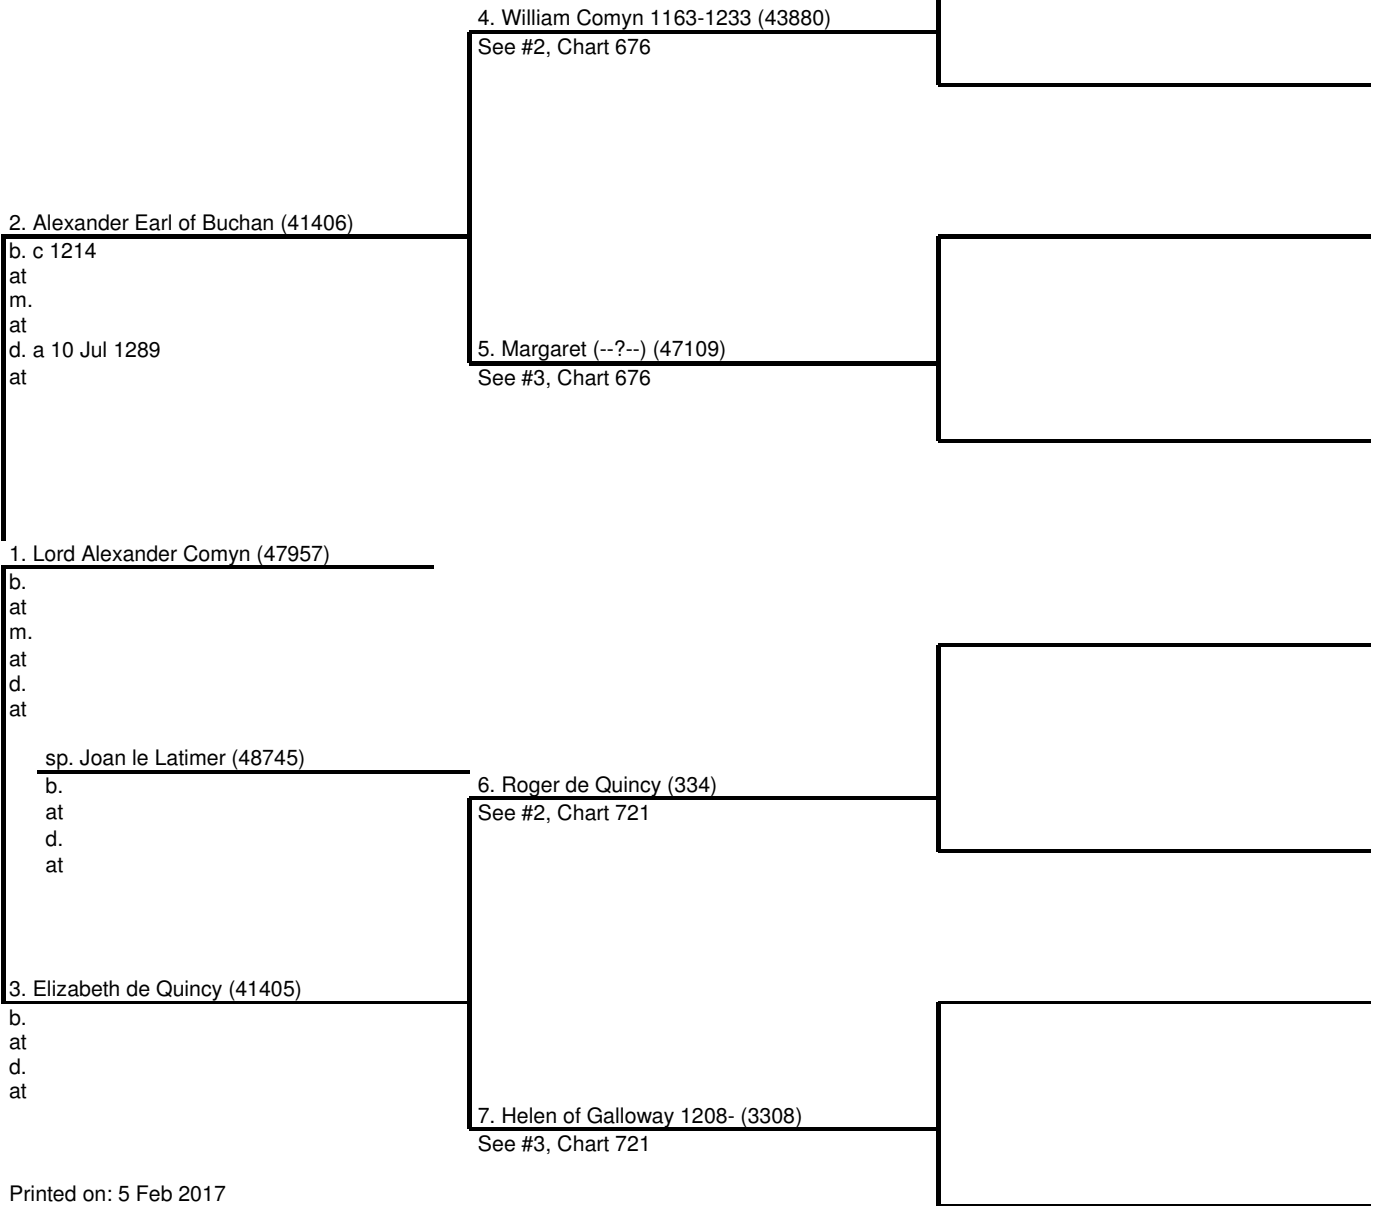 4. William Comyn 1163-1233 (43880)
See #2, Chart 676
2. Alexander Earl of Buchan (41406)
b. c 1214
at
m.
at
d. a 10 Jul 1289
at
5. Margaret (--?--) (47109)
See #3, Chart 676
1. Lord Alexander Comyn (47957)
b.
at
m.
at
d.
at
sp. Joan le Latimer (48745)
b.
at
d.
at
6. Roger de Quincy (334)
See #2, Chart 721
3. Elizabeth de Quincy (41405)
b.
at
d.
at
7. Helen of Galloway 1208- (3308)
See #3, Chart 721
Printed on: 5 Feb 2017